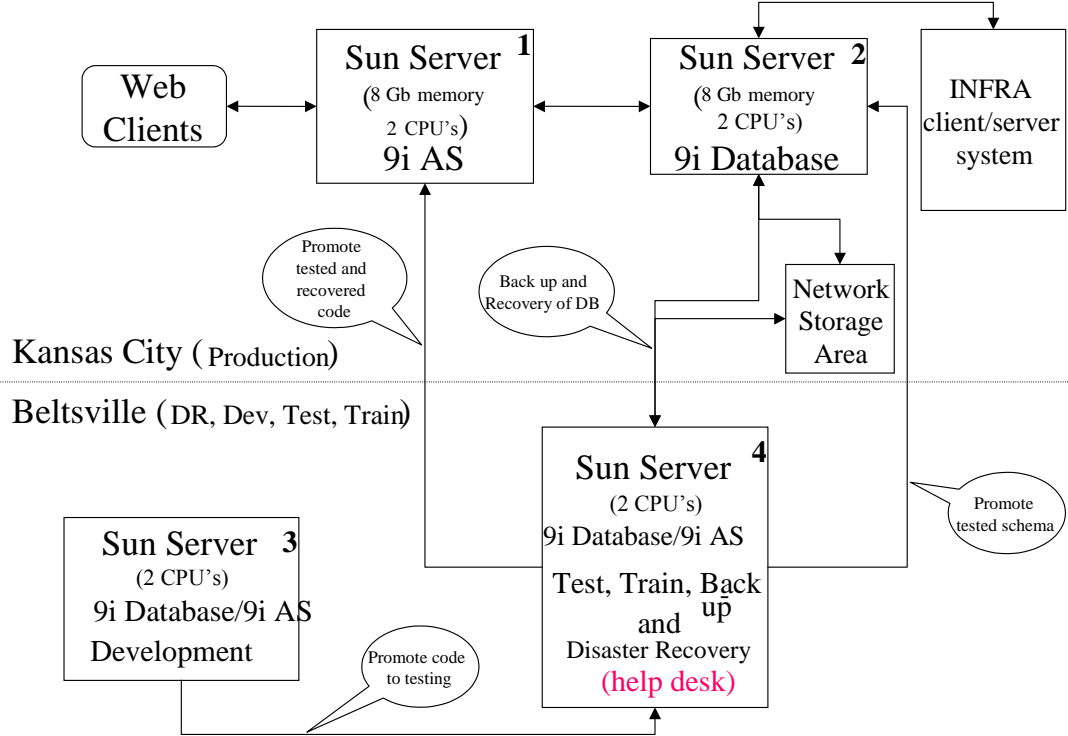 Web
Clients
Sun Server 1
(8 Gb memory
2 CPU's)
9i AS
Sun Server 2
(8 Gb memory
2 CPU's)
9i Database
INFRA
client/server
system
Promote
tested and
recovered
code
Back up and
Recovery of DB
Network
Storage
Area
Kansas City (Production)
Beltsville (DR, Dev, Test, Train)
Sun Server 3
(2 CPU's)
9i Database/9i AS
Development
Promote code
to testing
Sun Server 4
(2 CPU's)
9i Database/9i AS
Test, Train, Back-
up
and
Disaster Recovery
(help desk)
Promote
tested schema